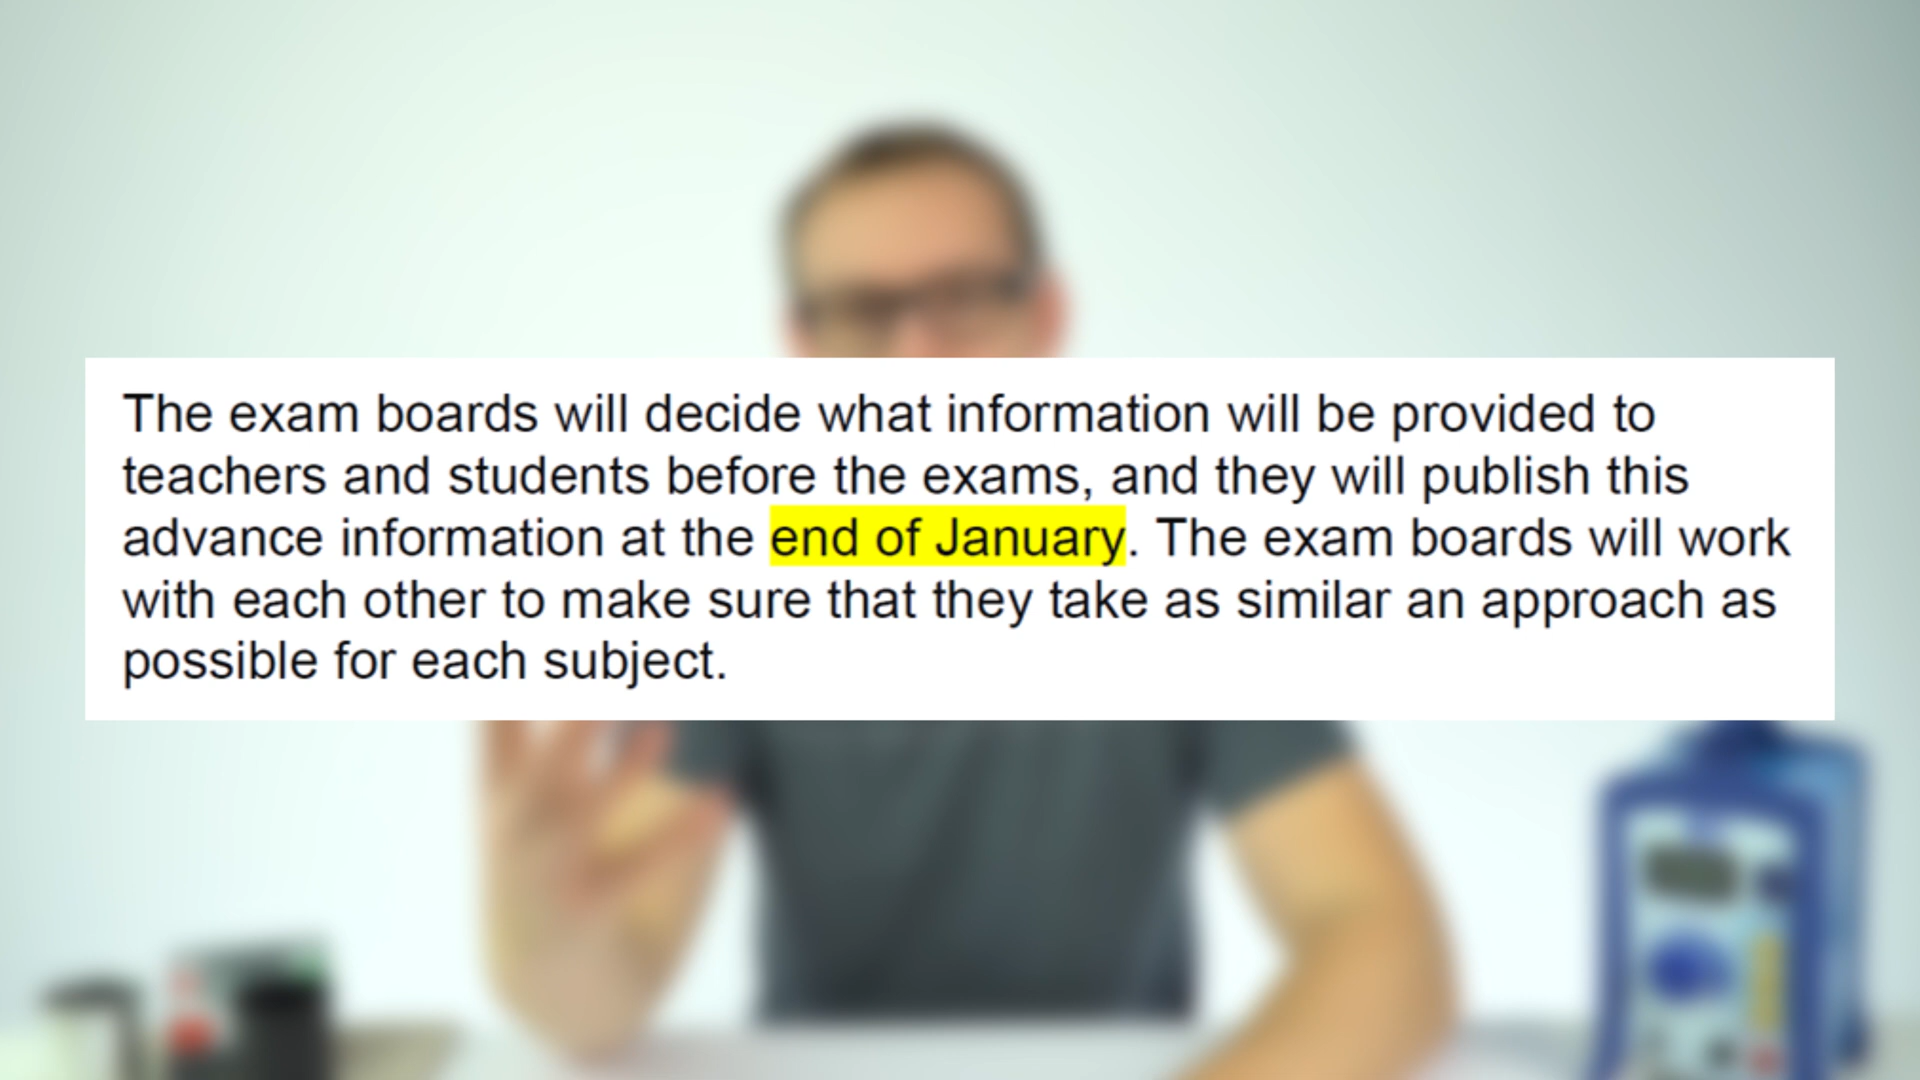 The exam boards will decide what information will be provided to
teachers and students before the exams, and they will publish this
advance information at the end of January. The exam boards will work
with each other to make sure that they take as similar an approach as
possible for each subject.